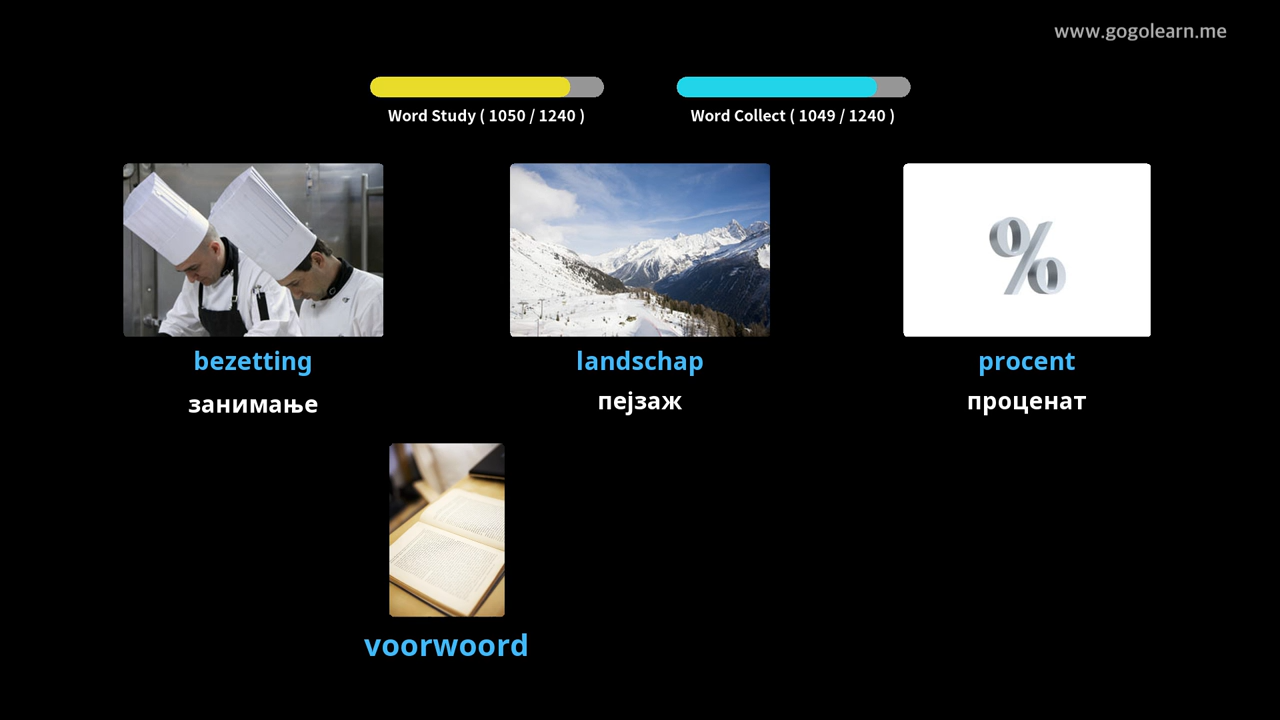 www.gogolearn.me
Word Study ( 1050 / 1240 )
Word Collect ( 1049 / 1240 )
bezetting
landschap
procent
занимање
пејзаж
проценат
voorwoord